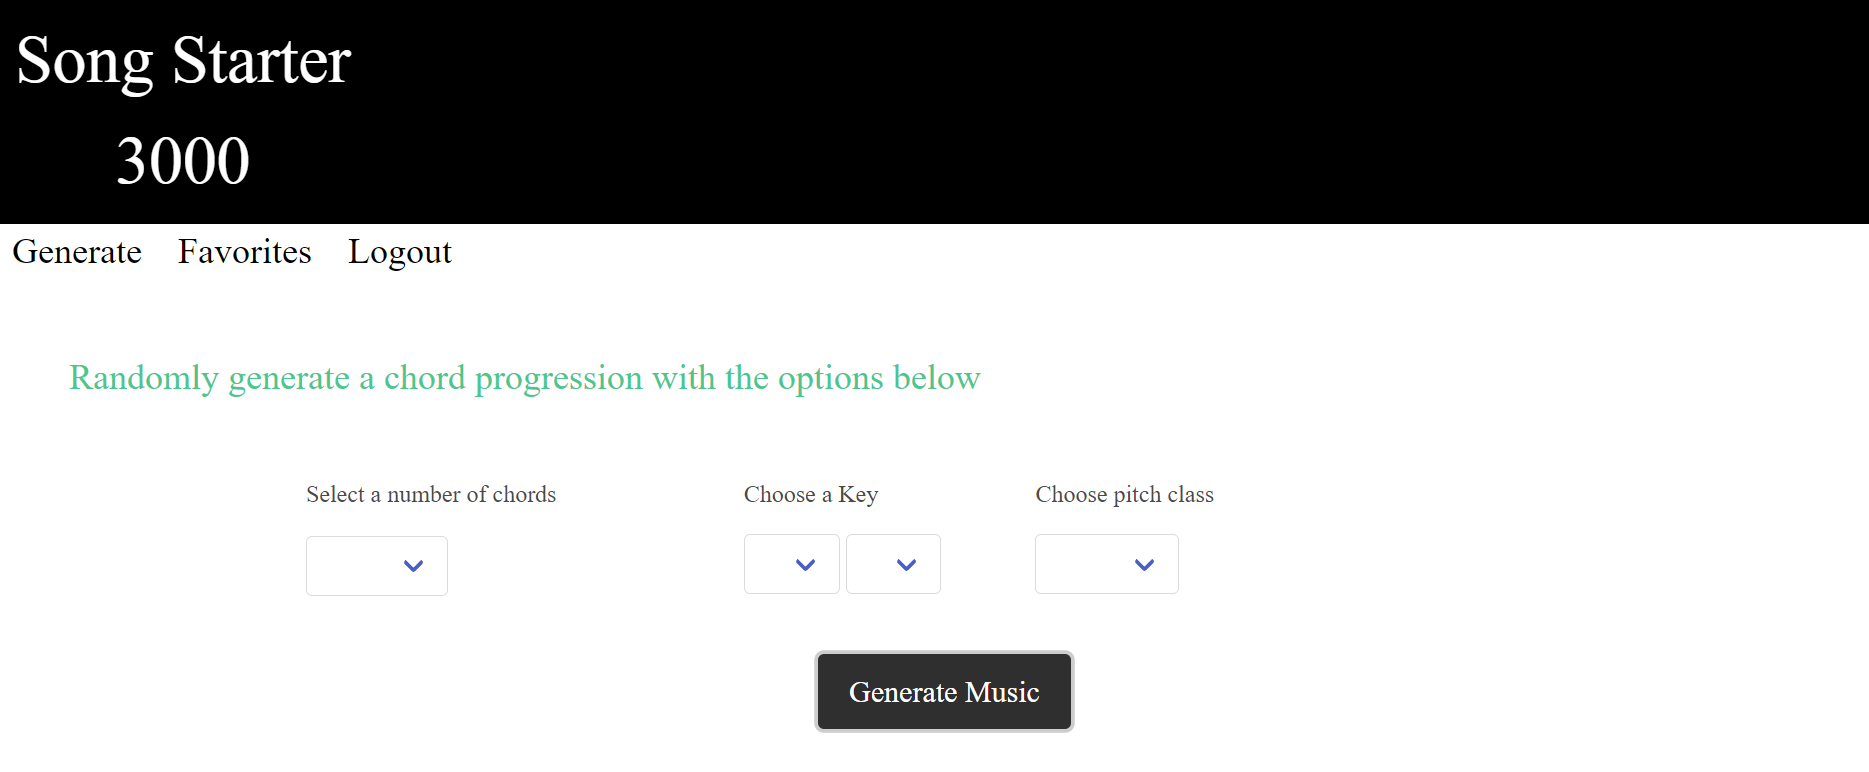 Song Starter
3000
Generate Favorites Logout
Randomly generate a chord progression with the options below
Select a number of chords
Choose a Key
Choose pitch class
Generate Music